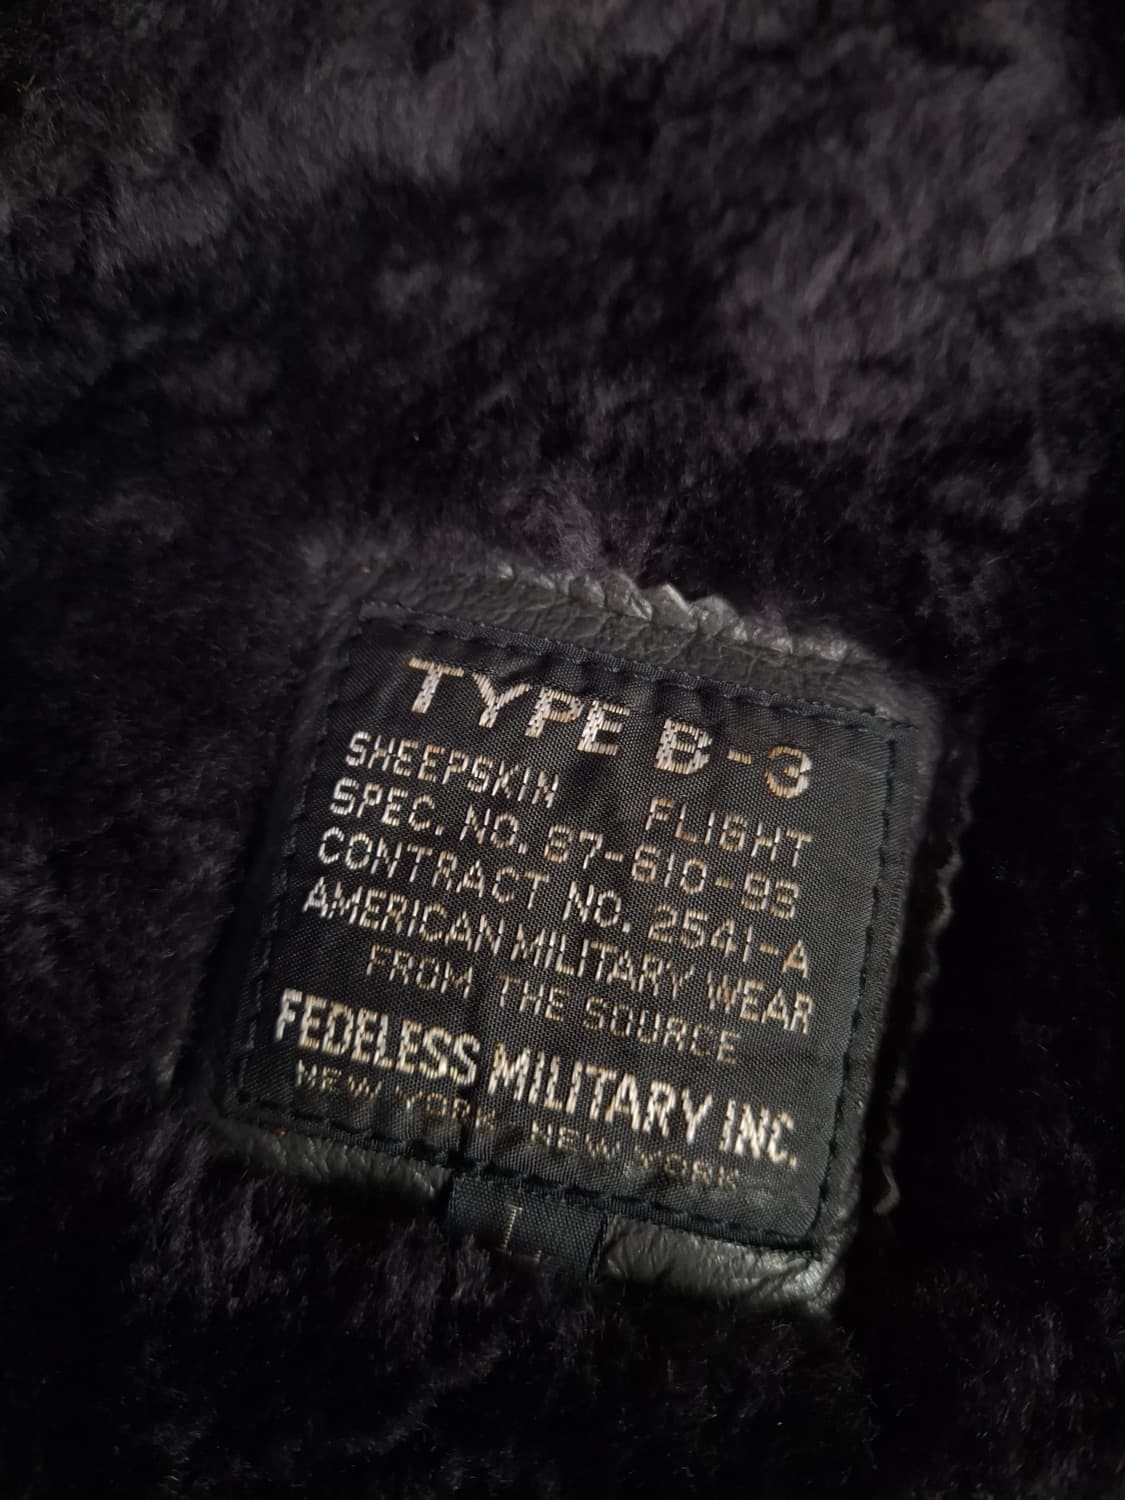 TYPE B-3
SHEEPSKIN FLIGHT
SPEC. NO. 87-610-93
CONTRACT NO. 2541-A
AMERICAN MILITARY WEAR
FROM THE SOURCE
FEDELESS MILITARY INC.
NEW YORK, NEW YORK
L